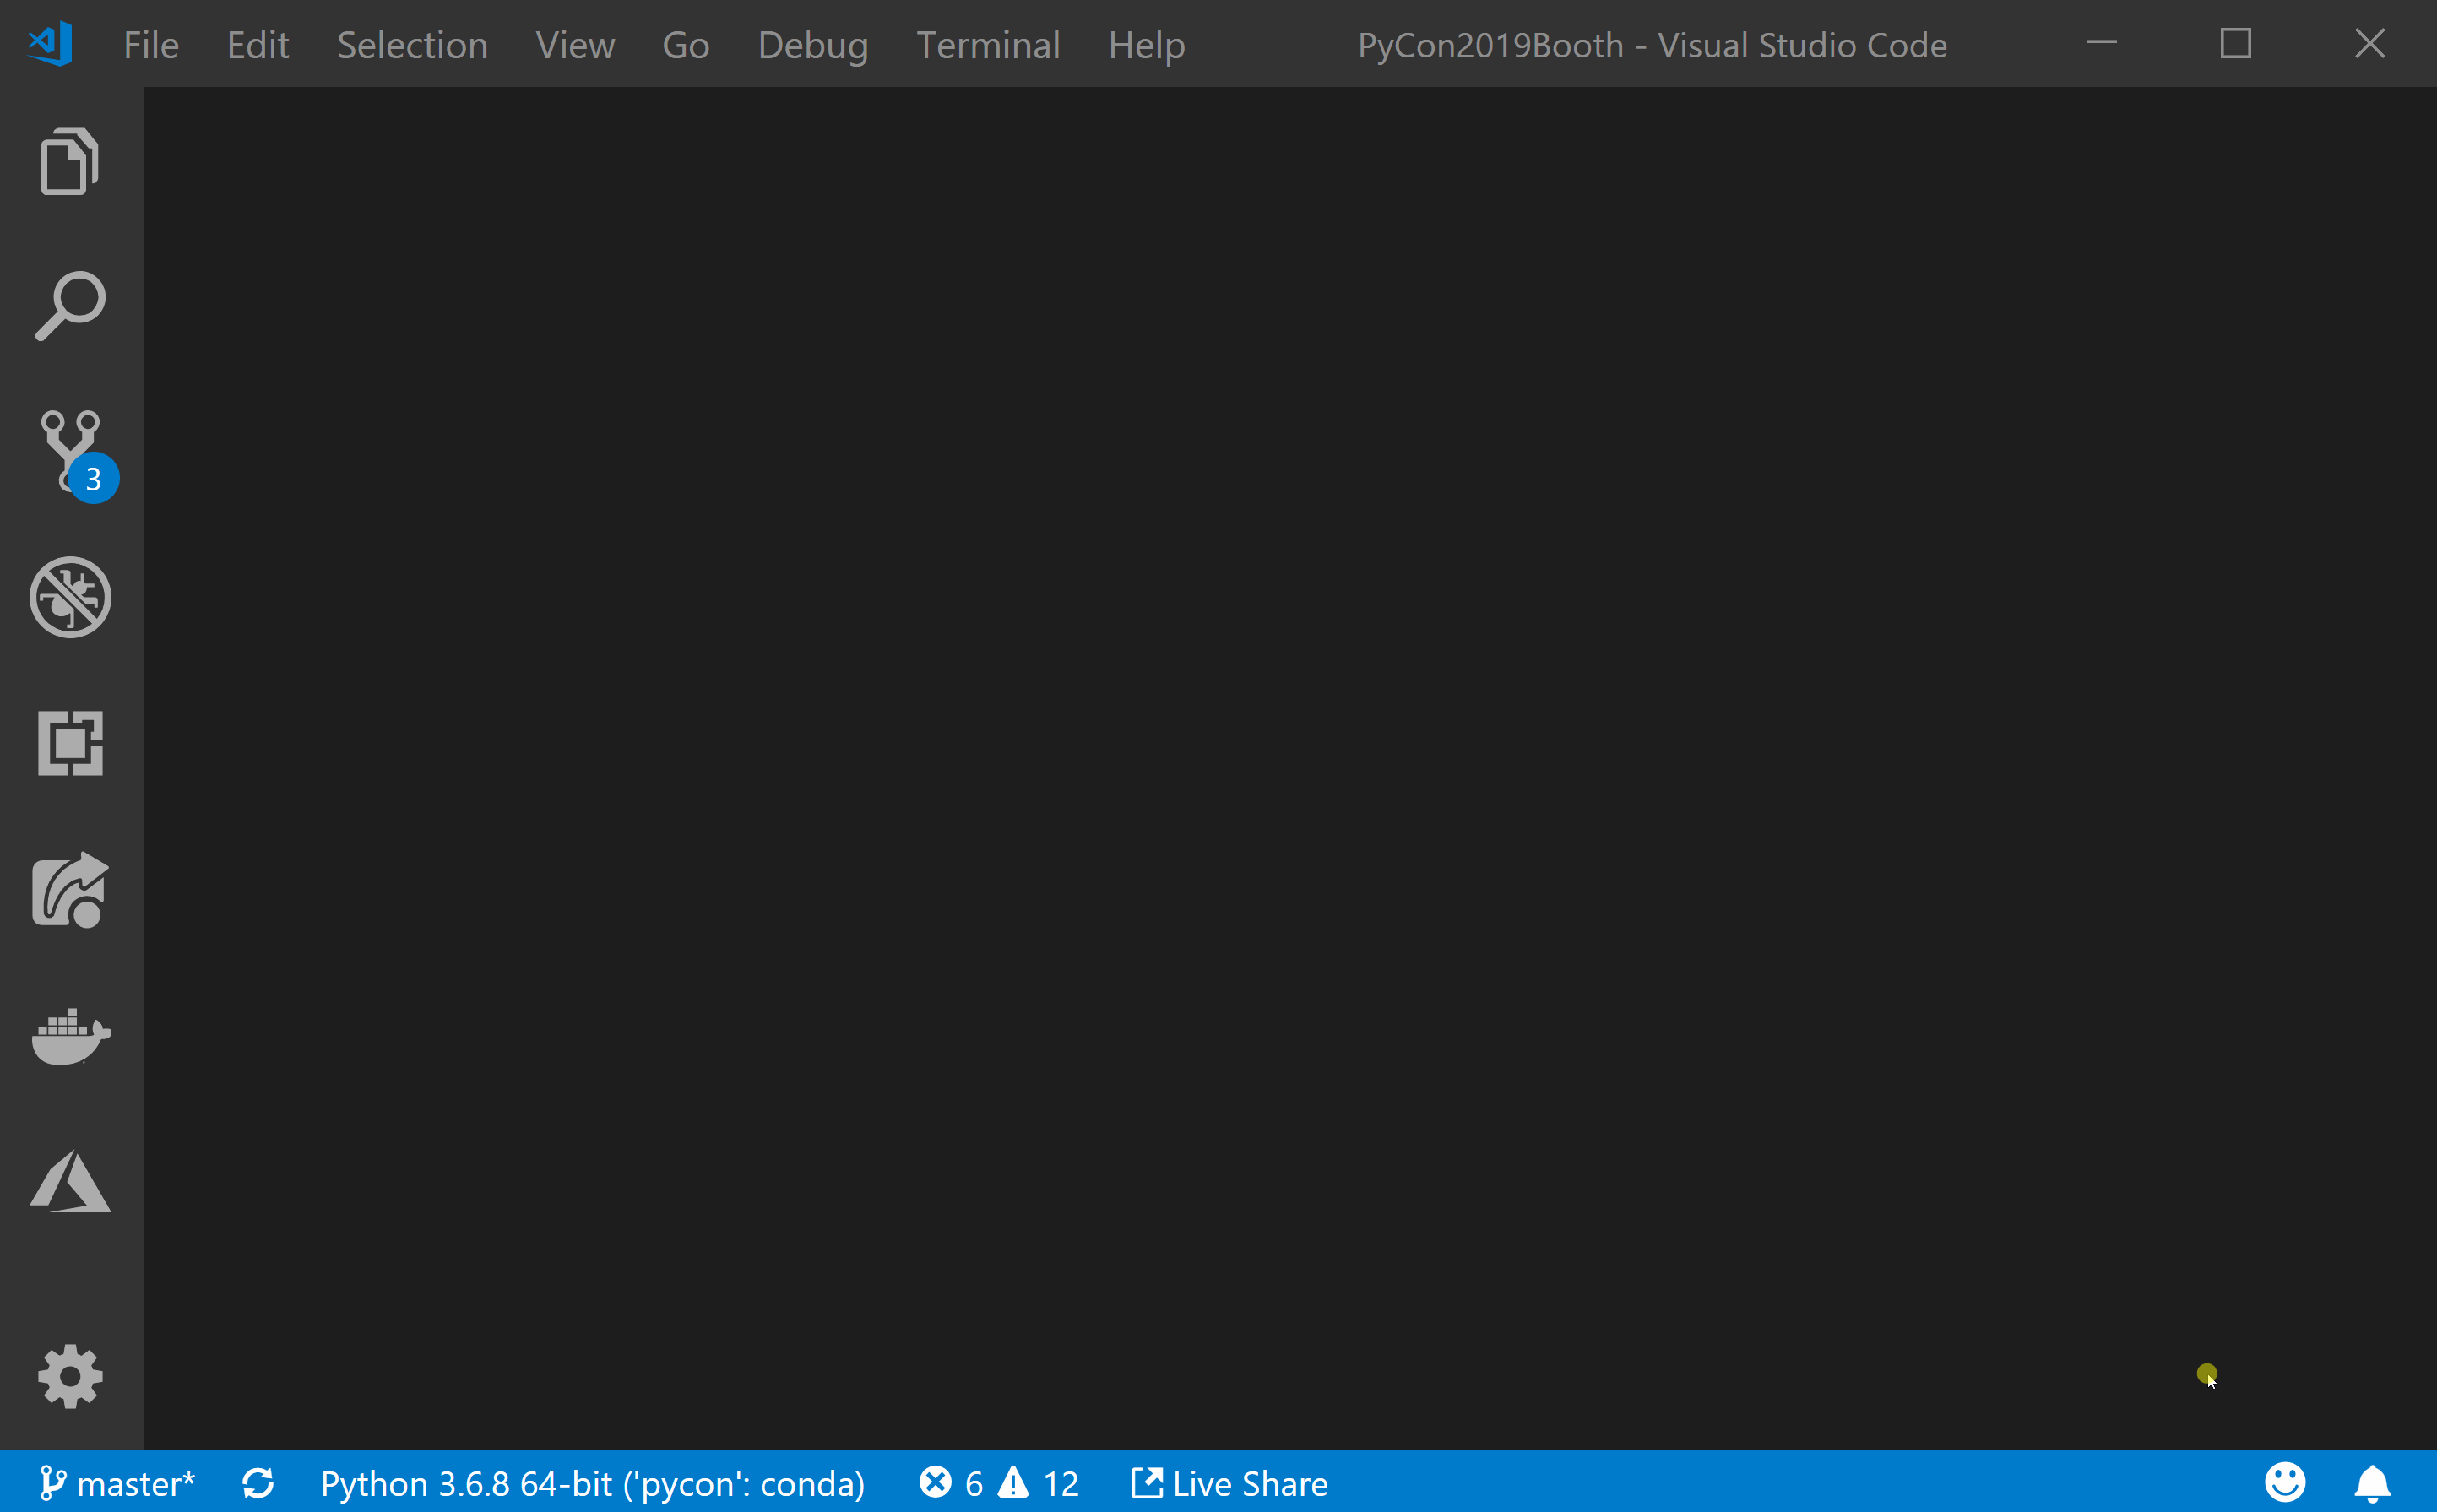 File Edit Selection View Go Debug Terminal Help PyCon2019Booth - Visual Studio Code
3
master* Python 3.6.8 64-bit ('pycon': conda) 6 12 Live Share